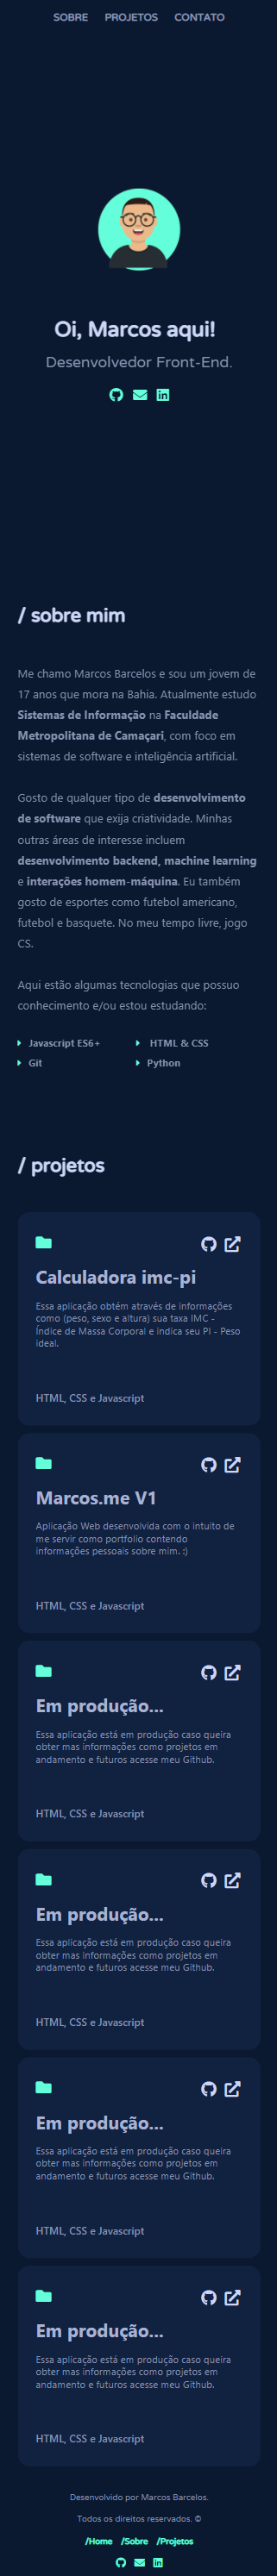 SOBRE PROJETOS CONTATO
Oi, Marcos aqui!
Desenvolvedor Front-End.
/ sobre mim
Me chamo Marcos Barcelos e sou um jovem de
17 anos que mora na Bahia. Atualmente estudo
Sistemas de Informação na Faculdade
Metropolitana de Camaçari, com foco em
sistemas de software e inteligência artificial.
Gosto de qualquer tipo de desenvolvimento
de software que exija criatividade. Minhas
outras áreas de interesse incluem
desenvolvimento backend, machine learning
e interações homem-máquina. Eu também
gosto de esportes como futebol americano,
futebol e basquete. No meu tempo livre, jogo
CS.
Aqui estão algumas tecnologias que possuo
conhecimento e/ou estou estudando:
Javascript ES6+ HTML & CSS
Git Python
/ projetos
Calculadora imc-pi
Essa aplicação obtém através de informações
como (peso, sexo e altura) sua taxa IMC -
Índice de Massa Corporal e indica seu PI - Peso
ideal.
HTML, CSS e Javascript
Marcos.me V1
Aplicação Web desenvolvida com o intuito de
me servir como portfolio contendo
informações pessoais sobre mim. :)
HTML, CSS e Javascript
Em produção...
Essa aplicação está em produção caso queira
obter mas informações como projetos em
andamento e futuros acesse meu Github.
HTML, CSS e Javascript
Em produção...
Essa aplicação está em produção caso queira
obter mas informações como projetos em
andamento e futuros acesse meu Github.
HTML, CSS e Javascript
Em produção...
Essa aplicação está em produção caso queira
obter mas informações como projetos em
andamento e futuros acesse meu Github.
HTML, CSS e Javascript
Em produção...
Essa aplicação está em produção caso queira
obter mas informações como projetos em
andamento e futuros acesse meu Github.
HTML, CSS e Javascript
Desenvolvido por Marcos Barcelos.
Todos os direitos reservados. ©
/Home /Sobre /Projetos